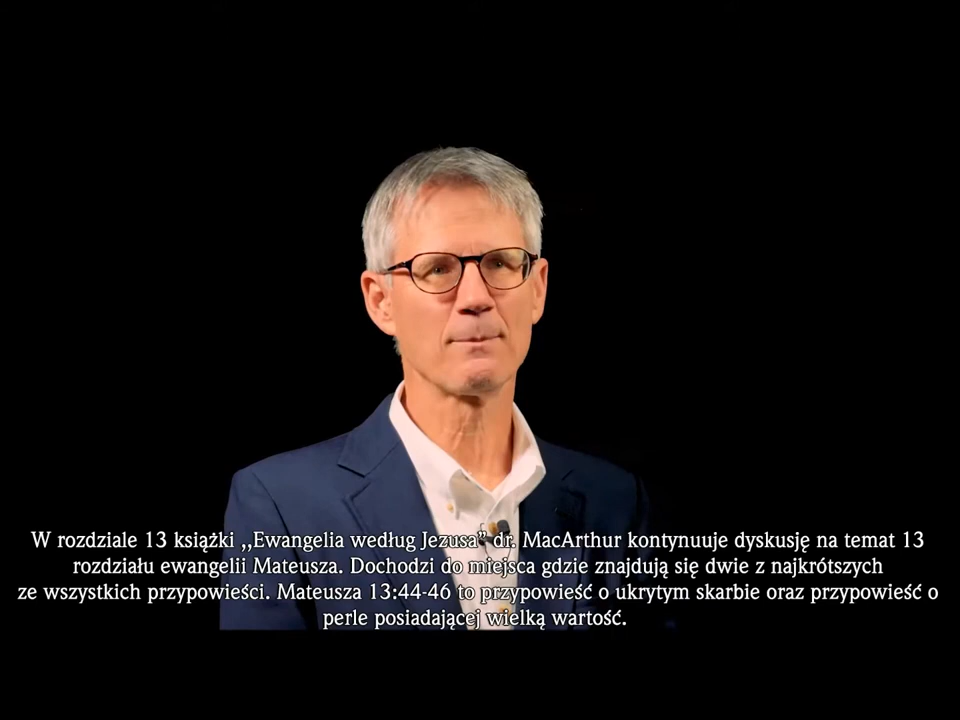 W rozdziale 13 książki ,,Ewangelia według Jezusa” dr. MacArthur kontynuuje dyskusję na temat 13
rozdziału ewangelii Mateusza. Dochodzi do miejsca gdzie znajdują się dwie z najkrótszych
ze wszystkich przypowieści. Mateusza 13:44-46 to przypowieść o ukrytym skarbie oraz przypowieść o
perle posiadającej wielką wartość.